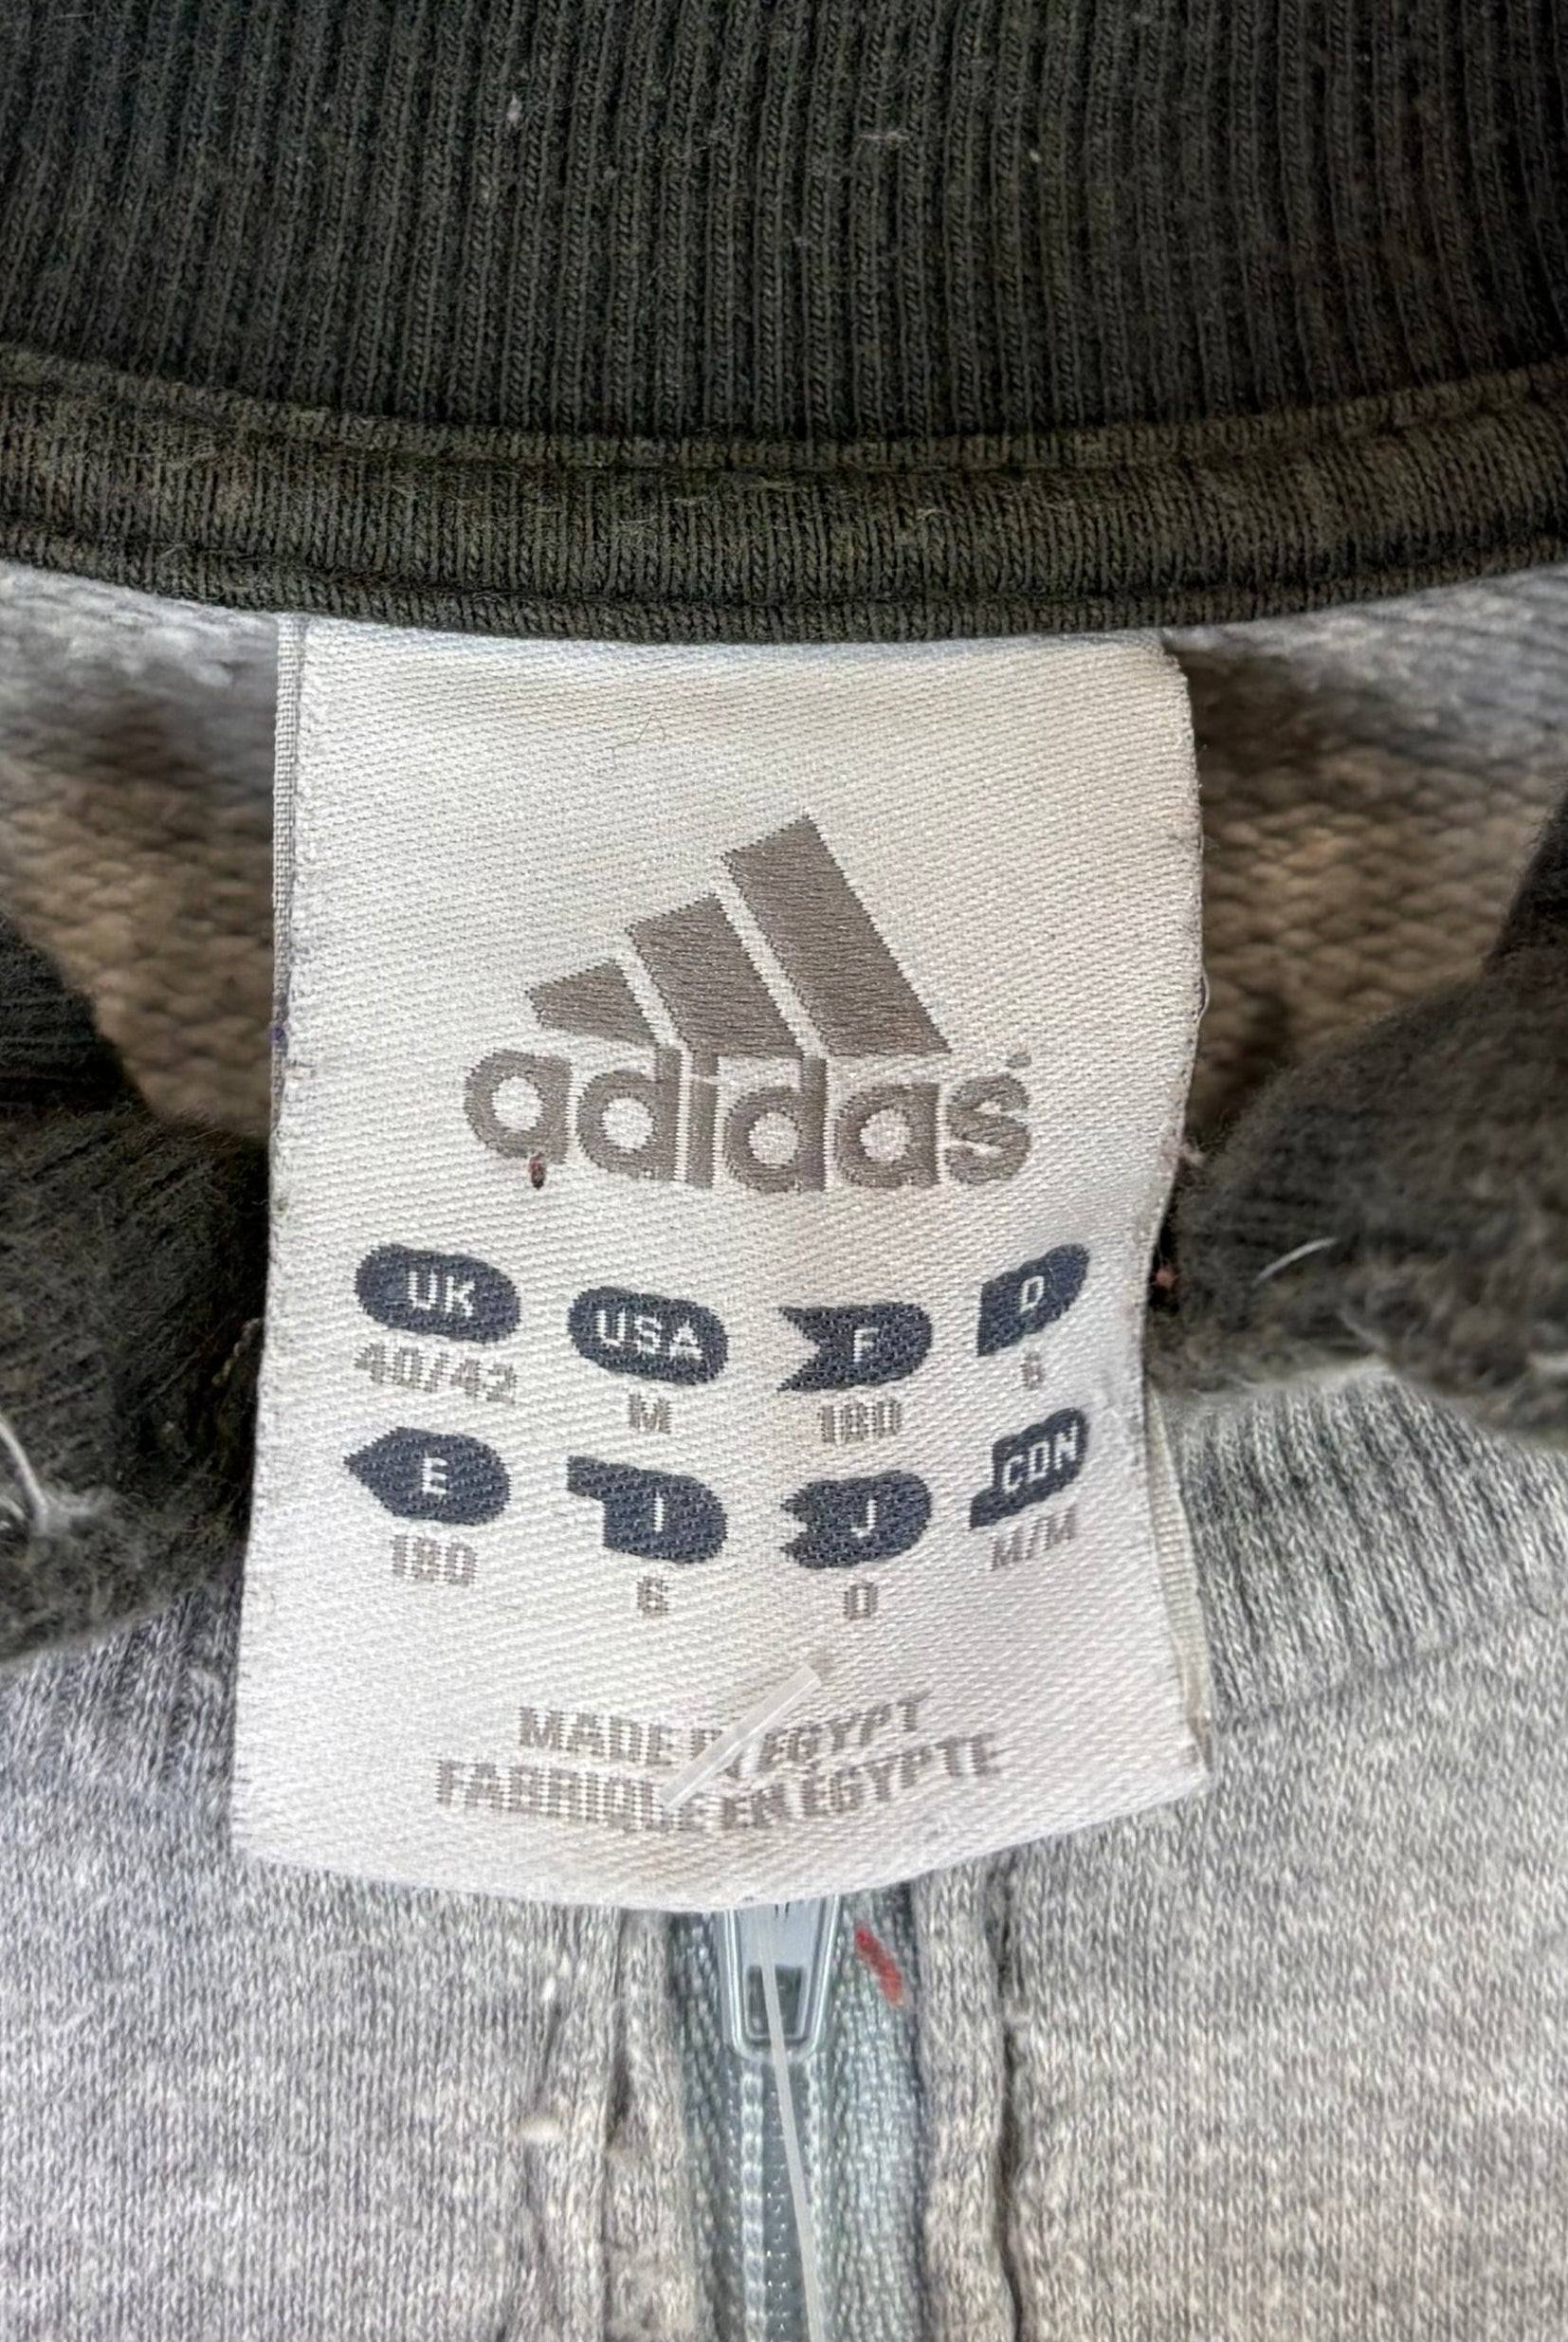 adidas
UK USA F D
40/42 M 180 6
E I J CDN
180 6 O M/M
MADE IN EGYPT
FABRIQUE EN EGYPTE